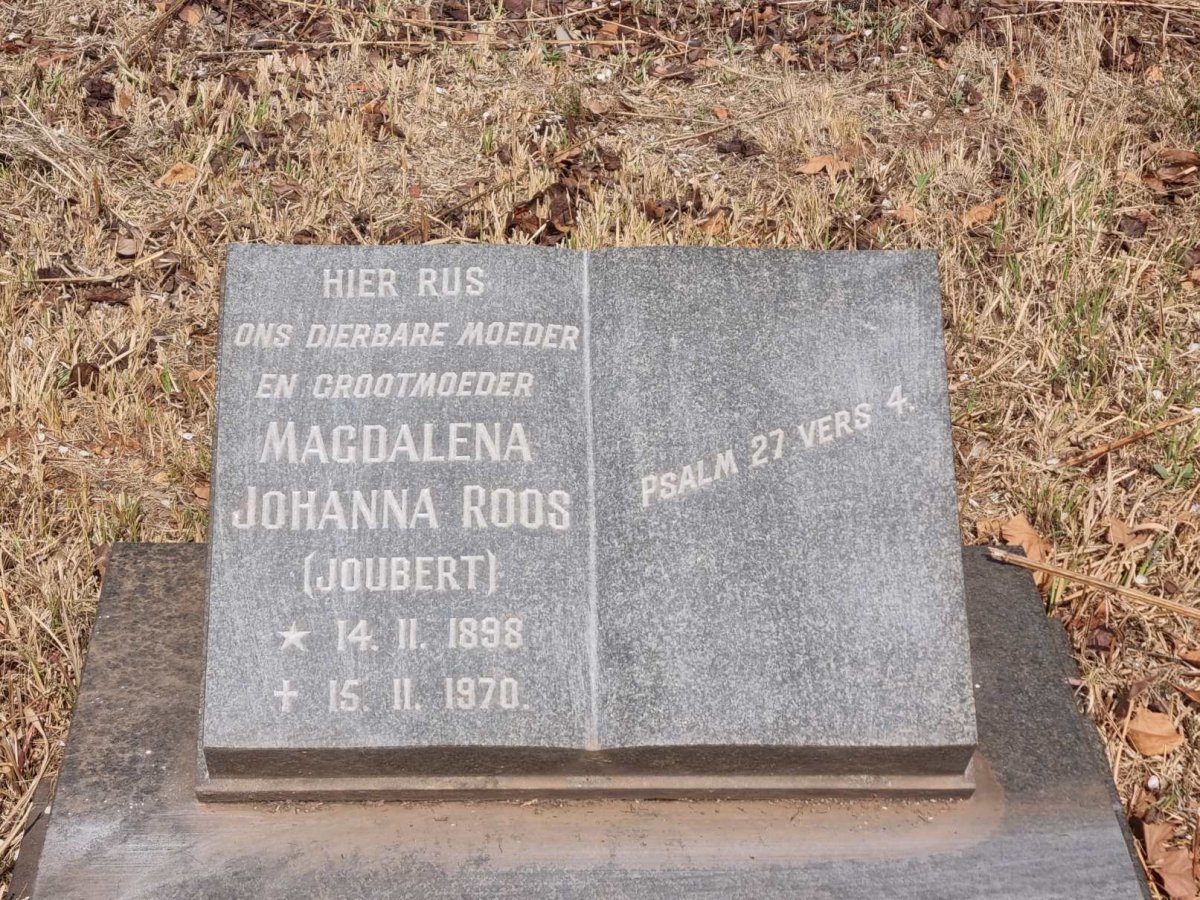 HIER RUS
ONS DIERBARE MOEDER
EN GROOTMOEDER
MAGDALENA
JOHANNA ROOS
(JOUBERT)
★ 14. 11. 1898
✝ 15. 11. 1970.
PSALM 27 VERS 4.